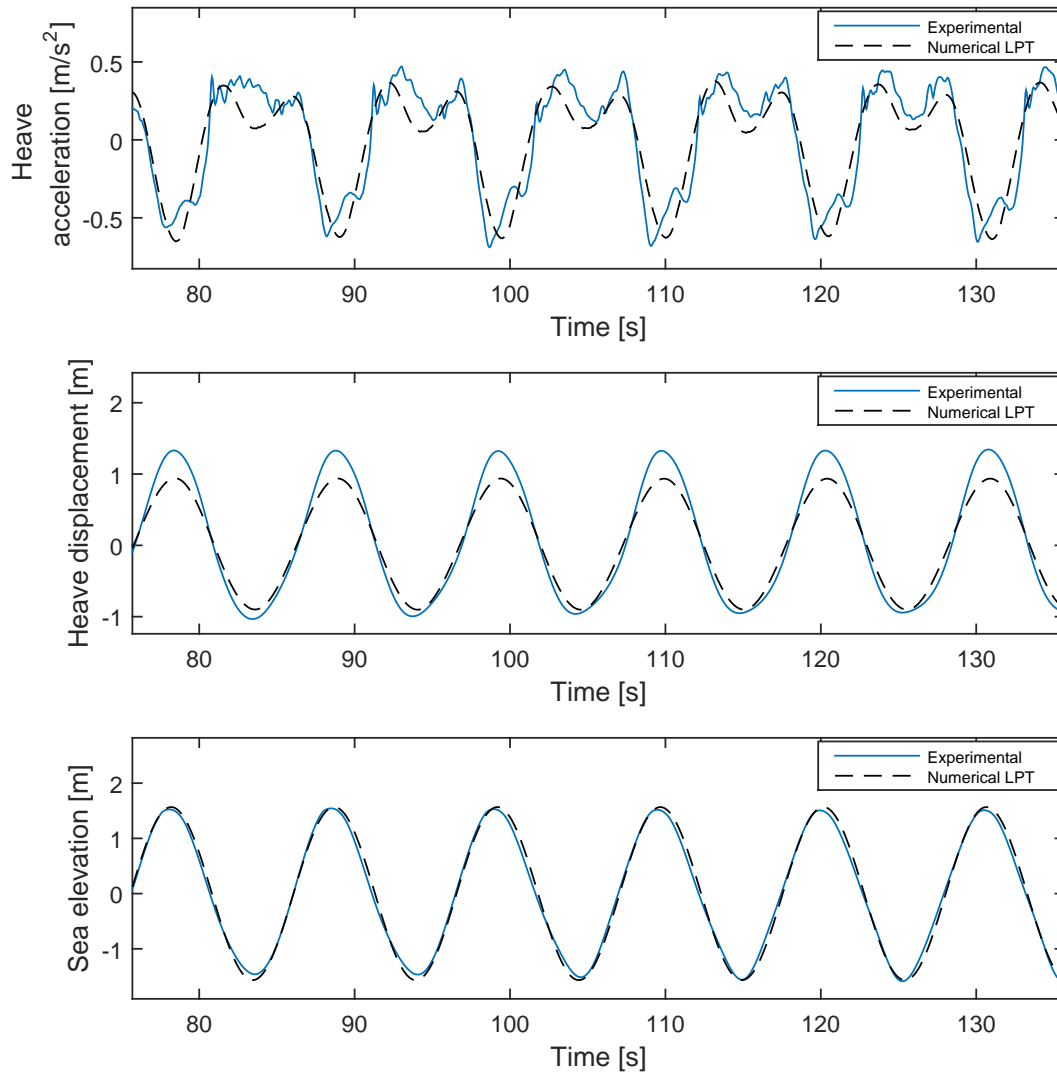 Experimental
Numerical LPT
0.5
0
-0.5
Heave
acceleration [m/s²]
80 90 100 110 120 130
Time [s]
Experimental
Numerical LPT
2
1
0
-1
Heave displacement [m]
80 90 100 110 120 130
Time [s]
Experimental
Numerical LPT
2
1
0
-1
Sea elevation [m]
80 90 100 110 120 130
Time [s]